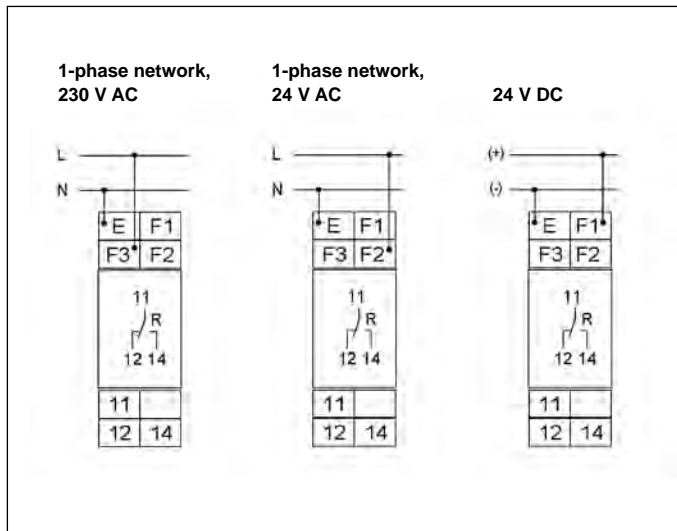 1-phase network,
230 V AC
1-phase network,
24 V AC
24 V DC
L
N
E F1
F3 F2
11
R
12 14
11
12 14
L
N
E F1
F3 F2
11
R
12 14
11
12 14
(+)
(-)
E F1
F3 F2
11
R
12 14
11
12 14